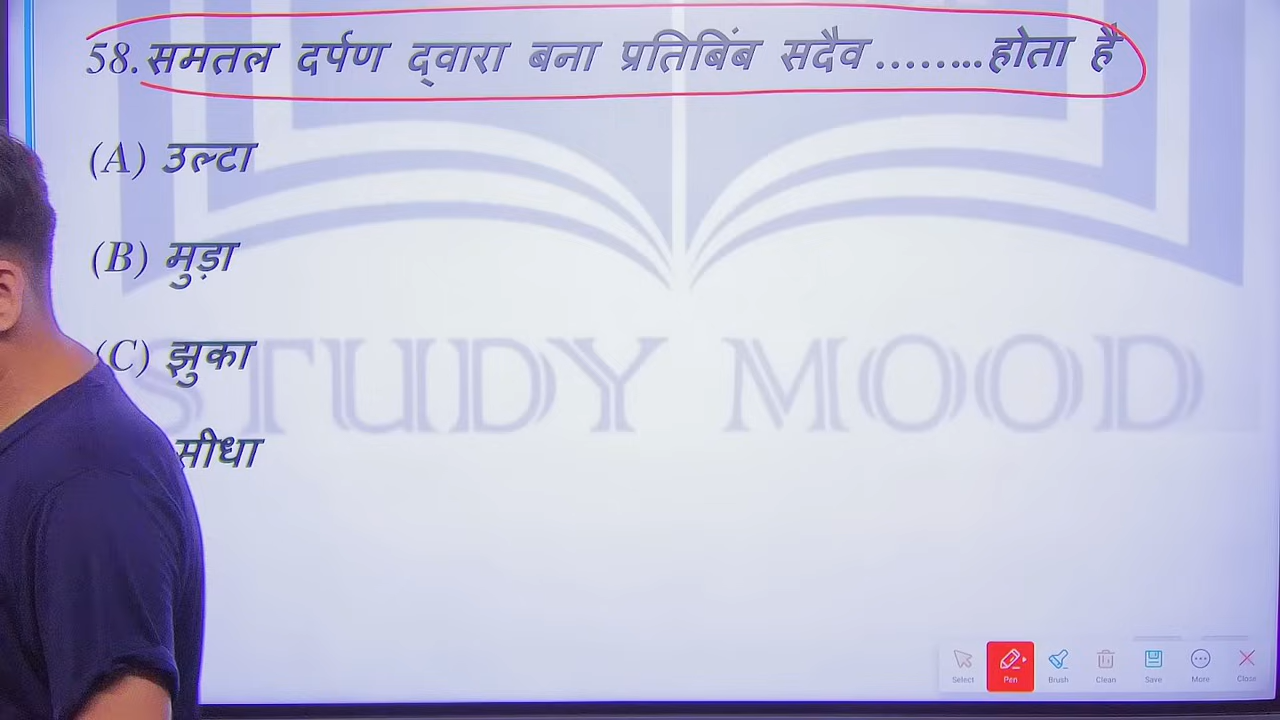 58. समतल दर्पण द्वारा बना प्रतिबिंब सदैव ........ होता है
(A) उल्टा
(B) मुड़ा
(C) झुका
सीधा
STUDY MOOD
Select Pen Brush Clean Save More Close